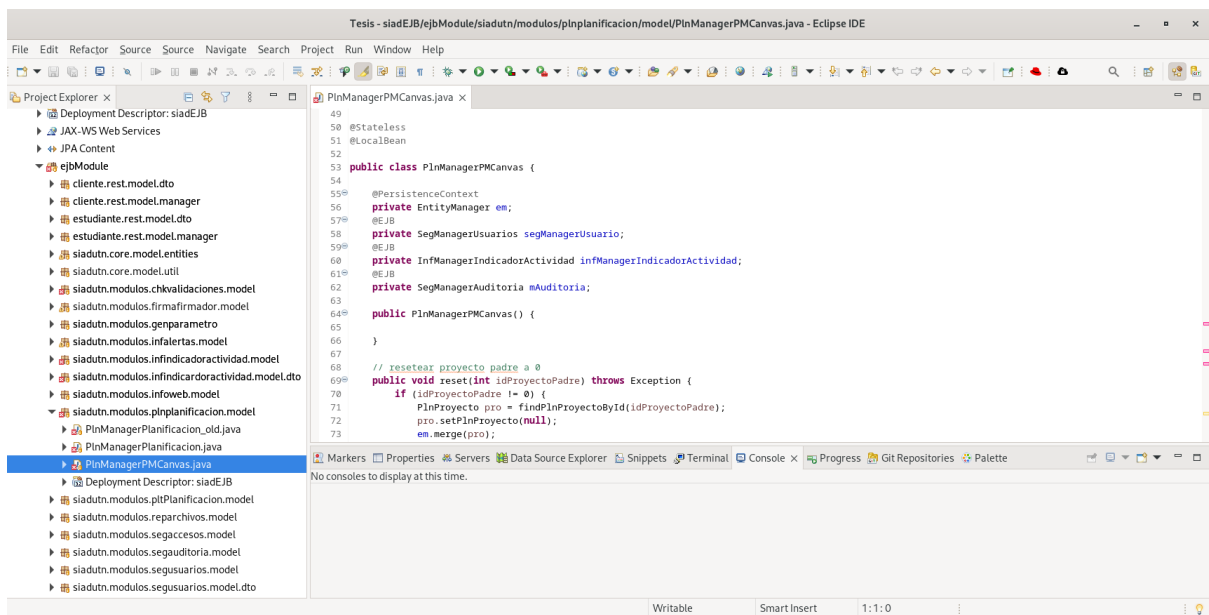 Tesis - siadEJB/ejbModule/siadutn/modulos/plnplanificacion/model/PlnManagerPMCanvas.java - Eclipse IDE
File Edit Refactor Source Source Navigate Search Project Run Window Help
Project Explorer
Deployment Descriptor: siadEJB
JAX-WS Web Services
JPA Content
ejbModule
cliente.rest.model.dto
cliente.rest.model.manager
estudiante.rest.model.dto
estudiante.rest.model.manager
siadutn.core.model.entities
siadutn.core.model.util
siadutn.modulos.chkvalidaciones.model
siadutn.modulos.firmafirmador.model
siadutn.modulos.genparametro
siadutn.modulos.infalertas.model
siadutn.modulos.infindicadoractividad.model
siadutn.modulos.infindicardoractividad.model.dto
siadutn.modulos.infoweb.model
siadutn.modulos.plnplanificacion.model
PlnManagerPlanificacion_old.java
PlnManagerPlanificacion.java
PlnManagerPMCanvas.java
Deployment Descriptor: siadEJB
siadutn.modulos.pltPlanificacion.model
siadutn.modulos.reparchivos.model
siadutn.modulos.segaccesos.model
siadutn.modulos.segauditoria.model
siadutn.modulos.segusuarios.model
siadutn.modulos.segusuarios.model.dto
PlnManagerPMCanvas.java
49
50 @Stateless
51 @LocalBean
52
53 public class PlnManagerPMCanvas {
54
55 @PersistenceContext
56 private EntityManager em;
57 @EJB
58 private SegManagerUsuarios segManagerUsuario;
59 @EJB
60 private InfManagerIndicadorActividad infManagerIndicadorActividad;
61 @EJB
62 private SegManagerAuditoria mAuditoria;
63
64 public PlnManagerPMCanvas() {
65
66 }
67
68 // resetear proyecto padre a 0
69 public void reset(int idProyectoPadre) throws Exception {
70 if (idProyectoPadre != 0) {
71 PlnProyecto pro = findPlnProyectoById(idProyectoPadre);
72 pro.setPlnProyecto(null);
73 em.merge(pro);
Markers Properties Servers Data Source Explorer Snippets Terminal Console Progress Git Repositories Palette
No consoles to display at this time.
Writable Smart Insert 1:1:0